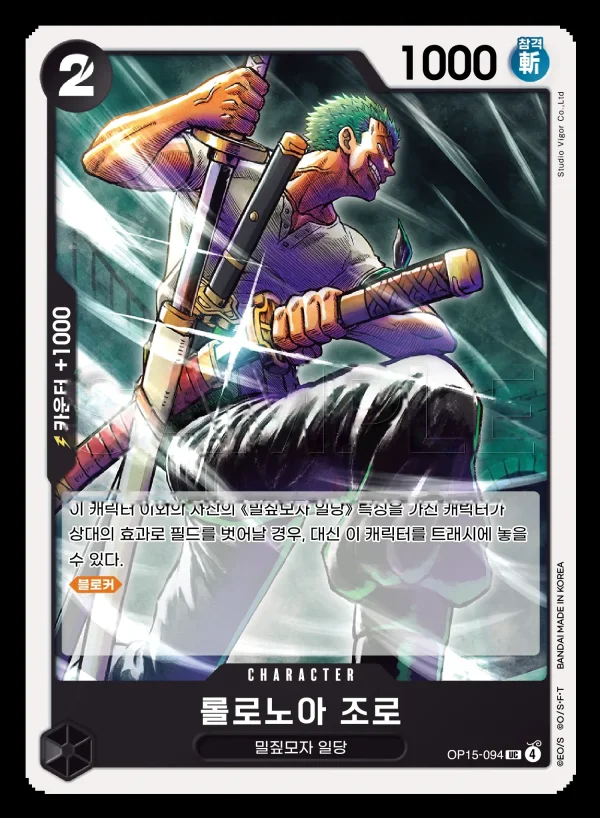 2
1000
참격
斬
Studio Vigor Co.,Ltd
카운터 +1000
SAMPLE
이 캐릭터 이외의 자신의 《밀짚모자 일당》 특징을 가진 캐릭터가
상대의 효과로 필드를 벗어날 경우, 대신 이 캐릭터를 트래시에 놓을
수 있다.
블로커
CHARACTER
롤로노아 조로
밀짚모자 일당
OP15-094 UC 4
BANDAI MADE IN KOREA
©EO/S ©O/S·F·T